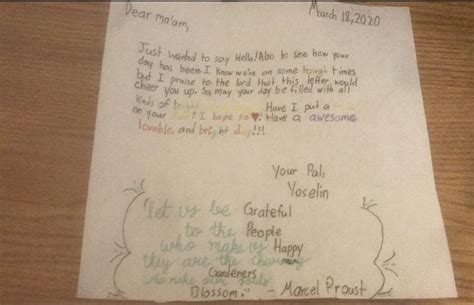 March 18, 2020
Dear ma'am,
Just wanted to say Hello! Also to see how your
day has been. I know we're on some tough times
but I praise to the lord that this letter would
cheer you up. So may your day be filled with all
kinds of bright Have I put a
on your ? I hope so♥! Have a awesome
lovable, and bright day!!!
Your Pal,
Yoselin
"let us be Grateful
to the People
who make us Happy
they are the charming
Gardeners
who make our souls
Blossom." - Marcel Proust